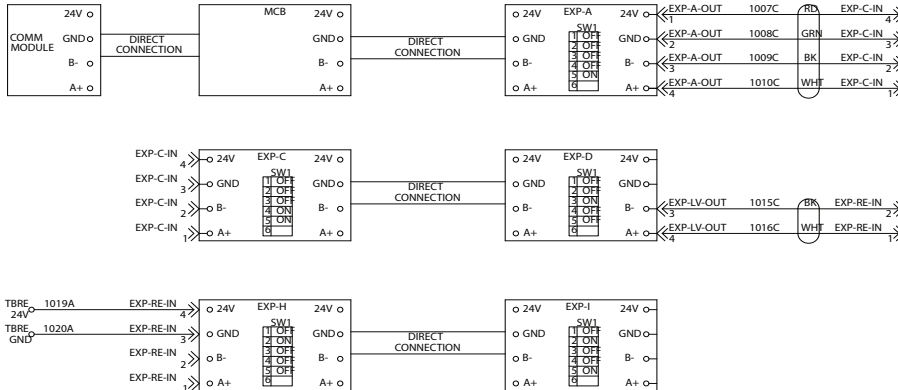 24V
COMM
MODULE
GND
B-
A+
DIRECT
CONNECTION
MCB
24V
GND
B-
A+
DIRECT
CONNECTION
24V
GND
B-
A+
EXP-A
SW1
1 OFF
2 OFF
3 OFF
4 OFF
5 ON
6
24V
GND
B-
A+
EXP-A-OUT 1007C RD EXP-C-IN
1 4
EXP-A-OUT 1008C GRN EXP-C-IN
2 3
EXP-A-OUT 1009C BK EXP-C-IN
3 2
EXP-A-OUT 1010C WHT EXP-C-IN
4 1
EXP-C-IN
4
EXP-C-IN
3
EXP-C-IN
2
EXP-C-IN
1
24V
GND
B-
A+
EXP-C
SW1
1 OFF
2 OFF
3 OFF
4 ON
5 ON
6
24V
GND
B-
A+
DIRECT
CONNECTION
24V
GND
B-
A+
EXP-D
SW1
1 OFF
2 OFF
3 ON
4 OFF
5 OFF
6
24V
GND
B-
A+
EXP-LV-OUT 1015C BK EXP-RE-IN
3 2
EXP-LV-OUT 1016C WHT EXP-RE-IN
4 1
TBRE
24V
1019A EXP-RE-IN
4
TBRE
GND
1020A EXP-RE-IN
3
EXP-RE-IN
2
EXP-RE-IN
1
24V
GND
B-
A+
EXP-H
SW1
1 OFF
2 ON
3 OFF
4 OFF
5 OFF
6
24V
GND
B-
A+
DIRECT
CONNECTION
24V
GND
B-
A+
EXP-I
SW1
1 OFF
2 ON
3 OFF
4 OFF
5 ON
6
24V
GND
B-
A+